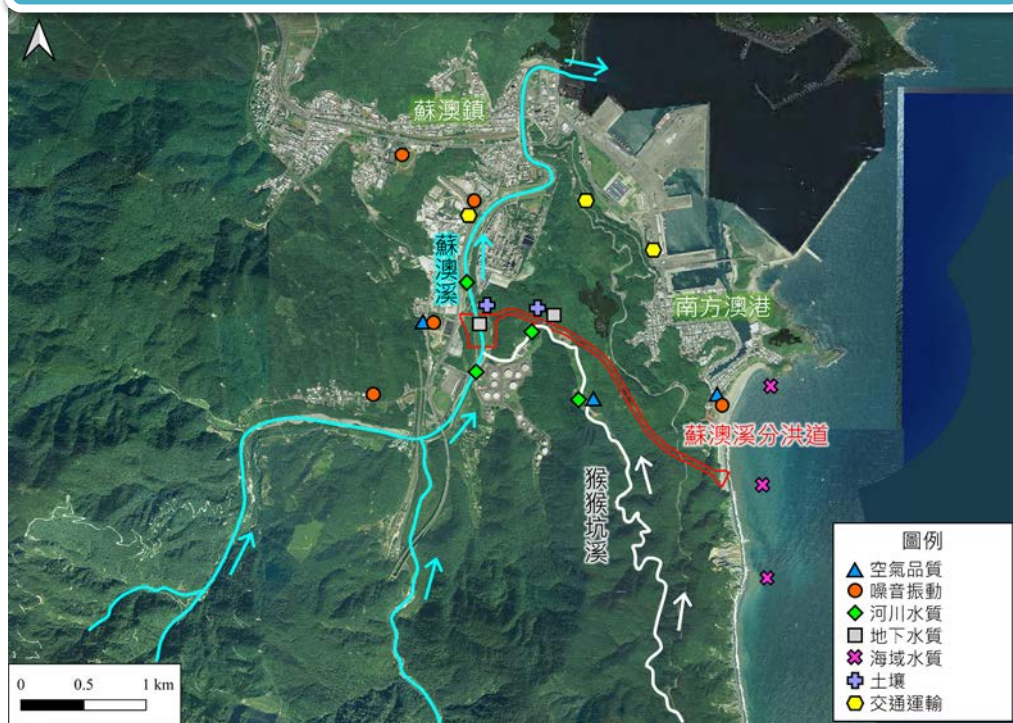 蘇澳鎮
蘇澳溪
南方澳港
蘇澳溪分洪道
猴猴坑溪
圖例
空氣品質
噪音振動
河川水質
地下水質
海域水質
土壤
交通運輸
0 0.5 1 km